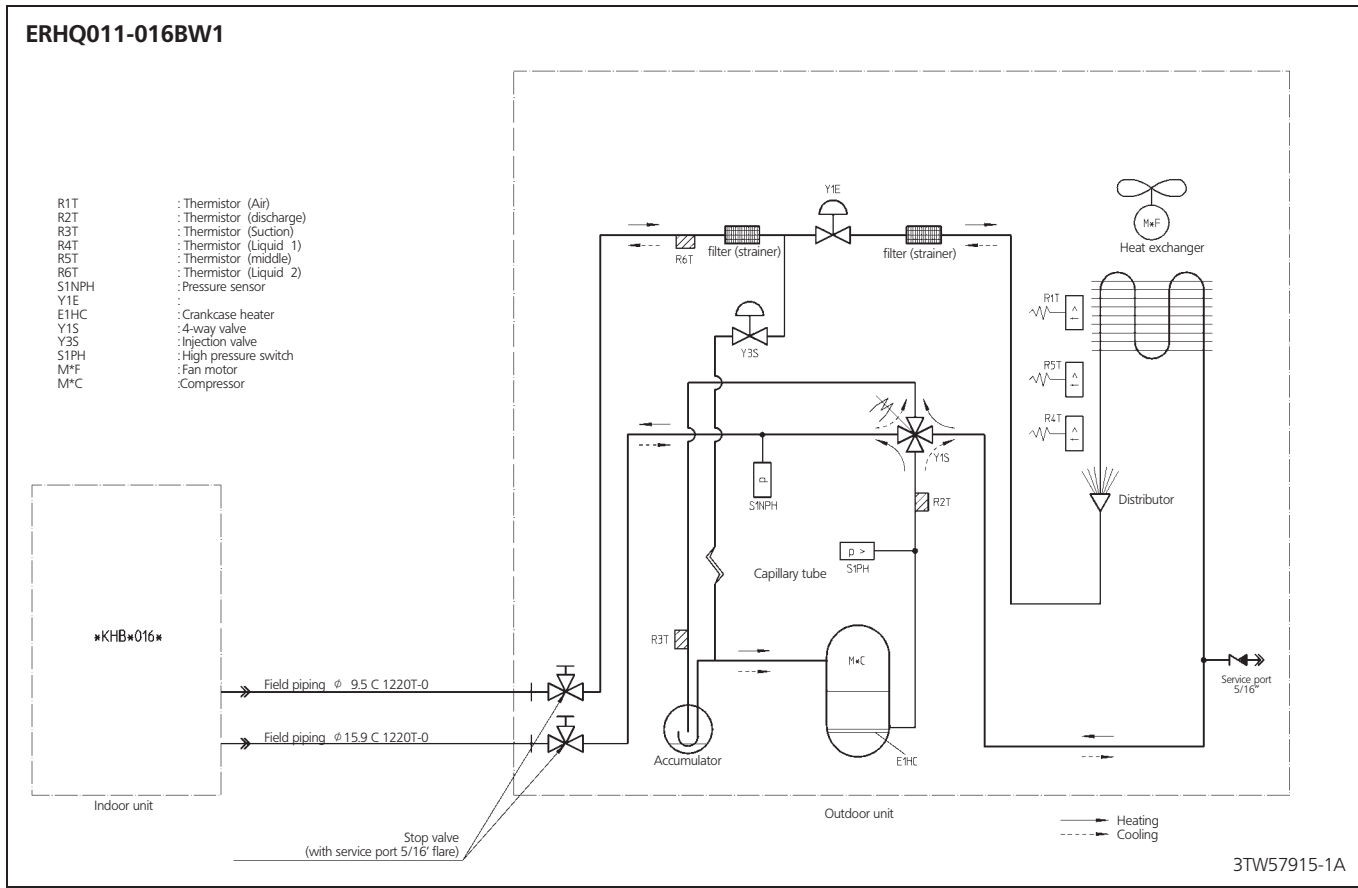 ERHQ011-016BW1
R1T : Thermistor (Air)
R2T : Thermistor (discharge)
R3T : Thermistor (Suction)
R4T : Thermistor (Liquid 1)
R5T : Thermistor (middle)
R6T : Thermistor (Liquid 2)
S1NPH : Pressure sensor
Y1E :
E1HC : Crankcase heater
Y1S : 4-way valve
Y3S : Injection valve
S1PH : High pressure switch
M*F : Fan motor
M*C :Compressor
Y1E
M*F
Heat exchanger
R6T
filter (strainer)
filter (strainer)
R1T
Y3S
R5T
R4T
Y1S
p
S1NPH
R2T
Distributor
p >
S1PH
Capillary tube
*KHB*016*
R3T
M*C
Service port
5/16"
Field piping ϕ 9.5 C 1220T-0
Field piping ϕ 15.9 C 1220T-0
Accumulator
E1HC
Indoor unit
Outdoor unit
Stop valve
(with service port 5/16' flare)
Heating
Cooling
3TW57915-1A